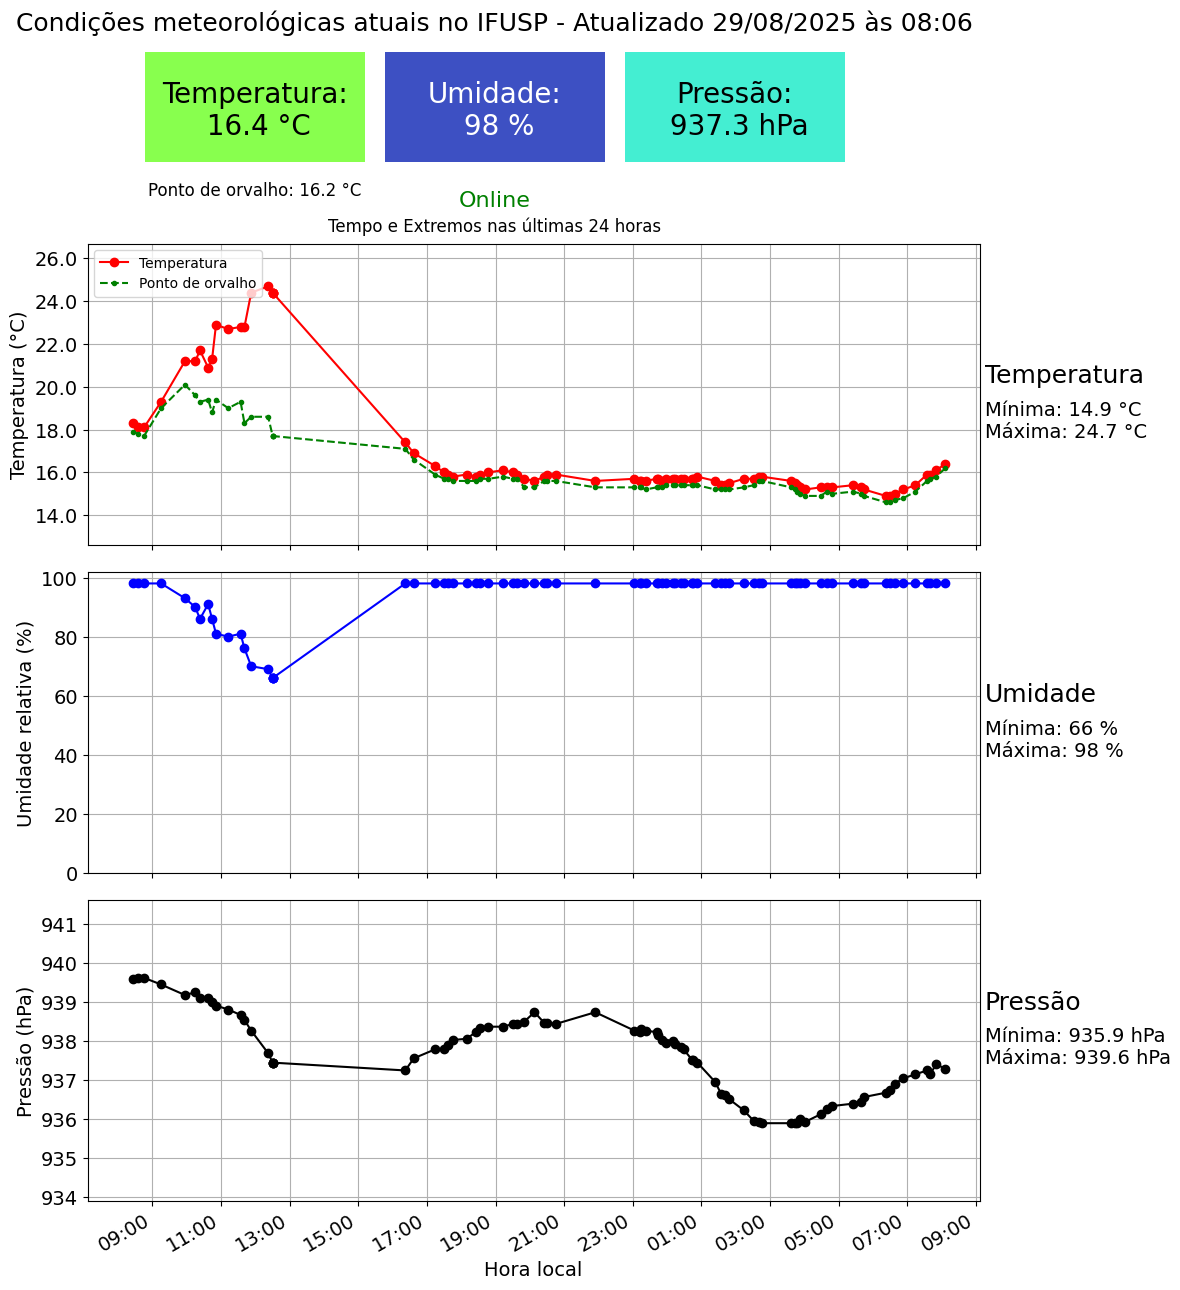 Condições meteorológicas atuais no IFUSP - Atualizado 29/08/2025 às 08:06
Temperatura:
16.4 °C
Umidade:
98 %
Pressão:
937.3 hPa
Ponto de orvalho: 16.2 °C
Online
Tempo e Extremos nas últimas 24 horas
Temperatura (°C)
26.0
24.0
22.0
20.0
18.0
16.0
14.0
Temperatura
Ponto de orvalho
Temperatura
Mínima: 14.9 °C
Máxima: 24.7 °C
Umidade relativa (%)
100
80
60
40
20
0
Umidade
Mínima: 66 %
Máxima: 98 %
Pressão (hPa)
941
940
939
938
937
936
935
934
Pressão
Mínima: 935.9 hPa
Máxima: 939.6 hPa
09:00 11:00 13:00 15:00 17:00 19:00 21:00 23:00 01:00 03:00 05:00 07:00 09:00
Hora local